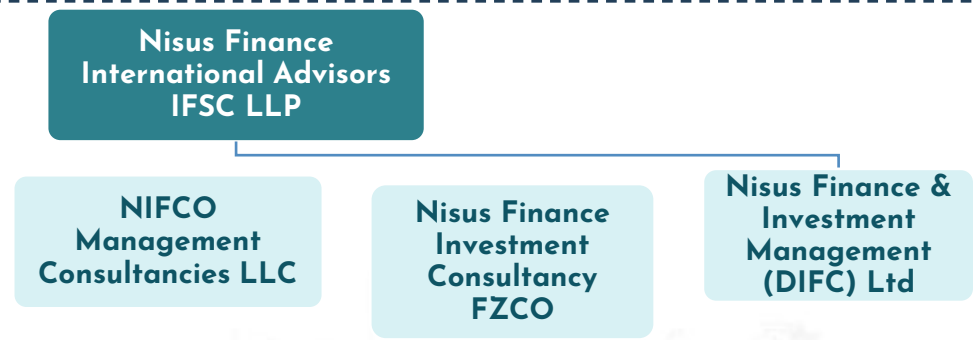 Nisus Finance
International Advisors
IFSC LLP
NIFCO
Management
Consultancies LLC
Nisus Finance
Investment
Consultancy
FZCO
Nisus Finance &
Investment
Management
(DIFC) Ltd